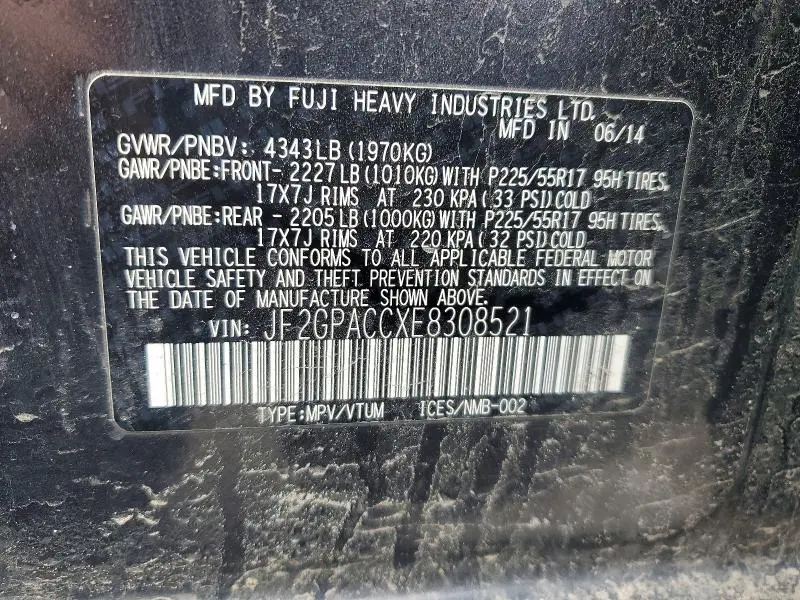 MFD BY FUJI HEAVY INDUSTRIES LTD.
MFD IN 06/14
GVWR/PNBV: 4343LB(1970KG)
GAWR/PNBE:FRONT- 2227LB(1010KG)WITH P225/55R17 95H TIRES,
17X7J RIMS AT 230 KPA( 33 PSI)COLD
GAWR/PNBE:REAR - 2205LB(1000KG)WITH P225/55R17 95H TIRES,
17X7J RIMS AT 220 KPA( 32 PSI)COLD
THIS VEHICLE CONFORMS TO ALL APPLICABLE FEDERAL MOTOR
VEHICLE SAFETY AND THEFT PREVENTION STANDARDS IN EFFECT ON
THE DATE OF MANUFACTURE SHOWN ABOVE.
VIN: JF2GPACCXE8308521
TYPE:MPV/VTUM ICES/NMB-002